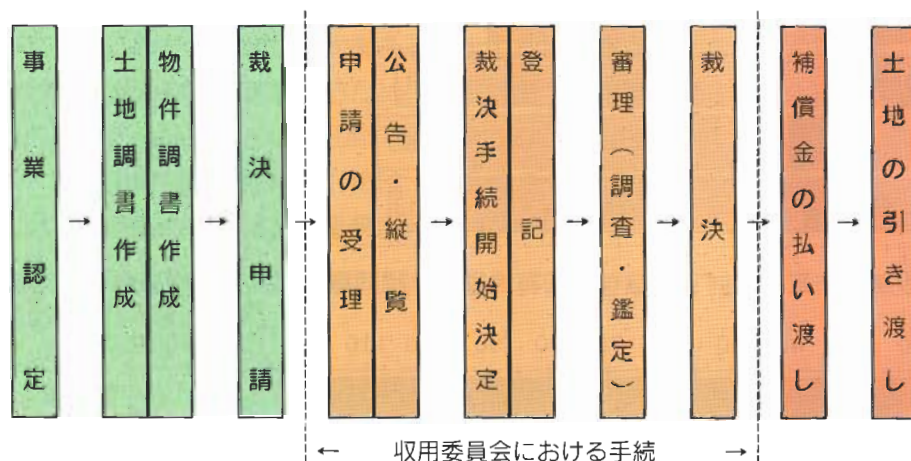 事業認定
土地調書作成
物件調書作成
裁決申請
申請の受理
公告・縦覧
裁決手続開始決定
登記
審理(調査・鑑定)
裁決
補償金の払い渡し
土地の引き渡し
収用委員会における手続